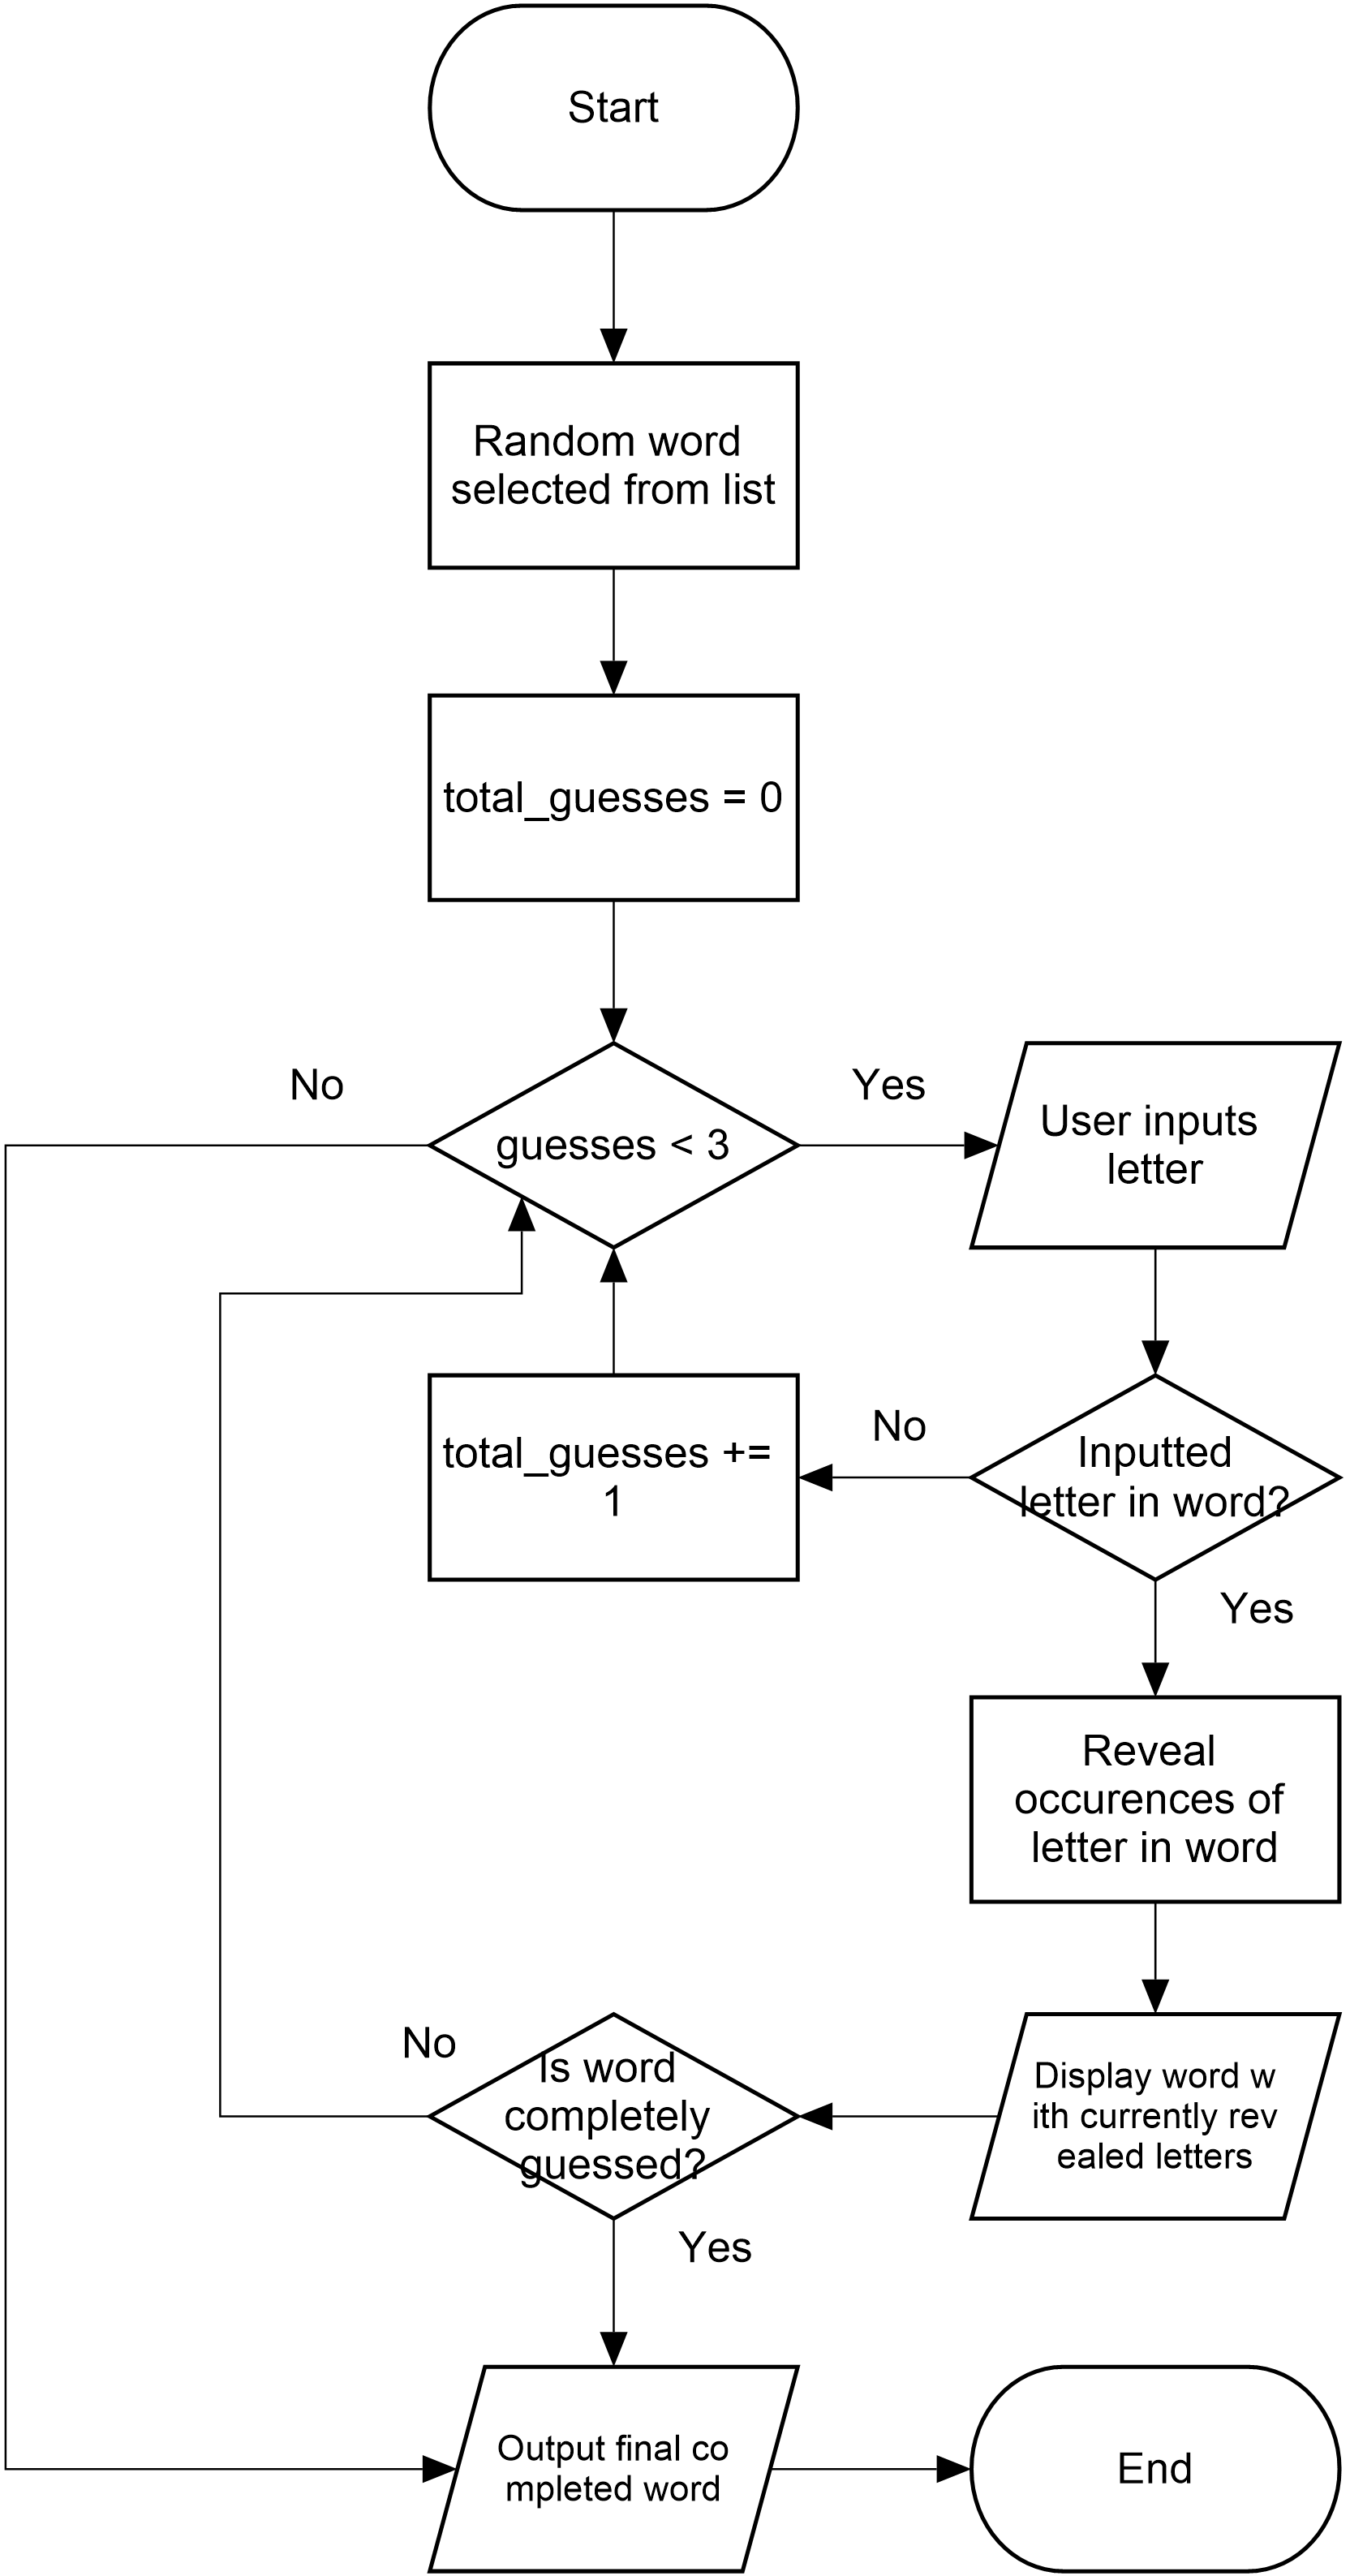 Start
Random word
selected from list
total_guesses = 0
No
Yes
guesses < 3
User inputs
letter
No
total_guesses +=
1
Inputted
letter in word?
Yes
Reveal
occurences of
letter in word
No
Is word
completely
guessed?
Display word w
ith currently rev
ealed letters
Yes
Output final co
mpleted word
End